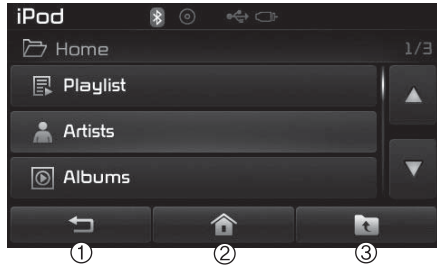 iPod
Home 1/3
Playlist
Artists
Albums
① ② ③